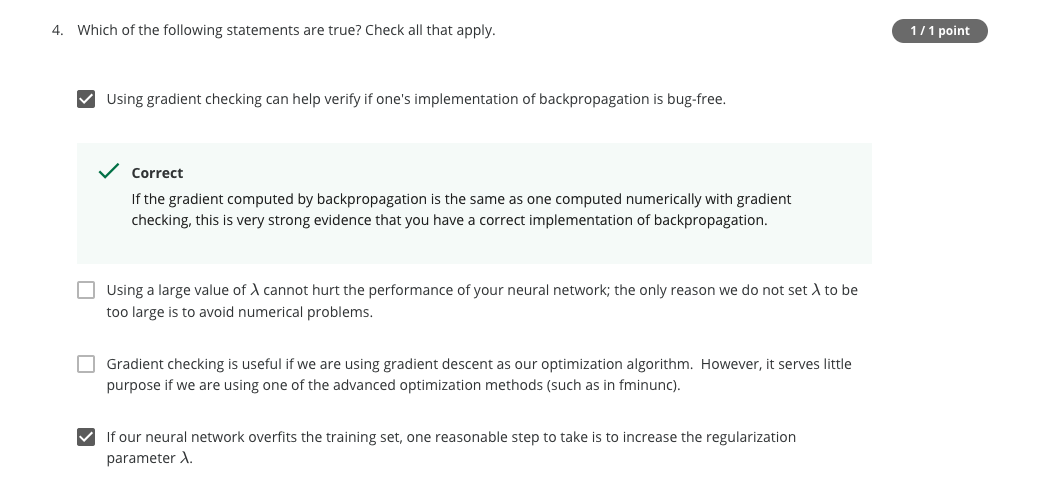 4. Which of the following statements are true? Check all that apply.
1 / 1 point
Using gradient checking can help verify if one's implementation of backpropagation is bug-free.
Correct
If the gradient computed by backpropagation is the same as one computed numerically with gradient
checking, this is very strong evidence that you have a correct implementation of backpropagation.
Using a large value of λ cannot hurt the performance of your neural network; the only reason we do not set λ to be
too large is to avoid numerical problems.
Gradient checking is useful if we are using gradient descent as our optimization algorithm.  However, it serves little
purpose if we are using one of the advanced optimization methods (such as in fminunc).
If our neural network overfits the training set, one reasonable step to take is to increase the regularization
parameter λ.